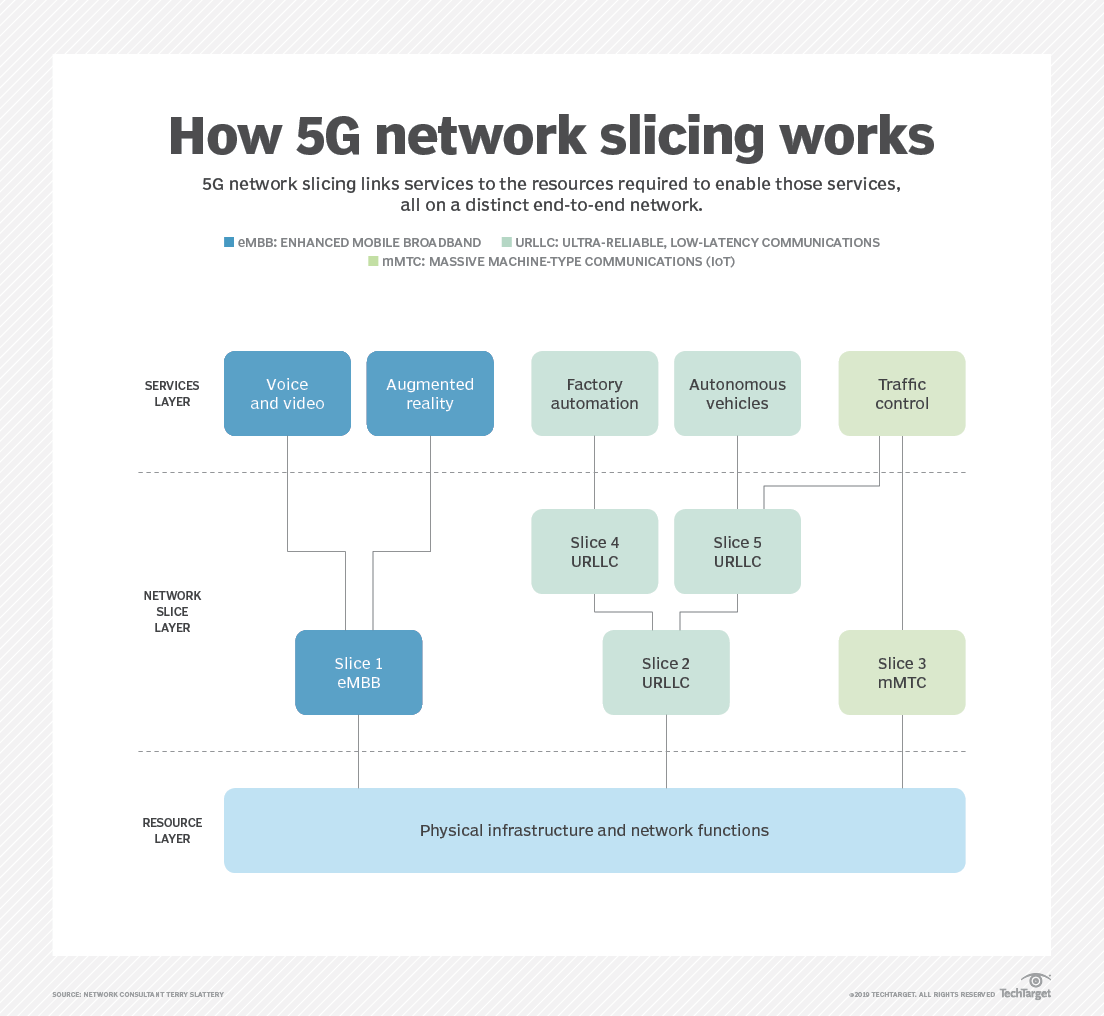 How 5G network slicing works
5G network slicing links services to the resources required to enable those services,
all on a distinct end-to-end network.
eMBB: ENHANCED MOBILE BROADBAND URLLC: ULTRA-RELIABLE, LOW-LATENCY COMMUNICATIONS
mMTC: MASSIVE MACHINE-TYPE COMMUNICATIONS (IoT)
SERVICES
LAYER
Voice
and video
Augmented
reality
Factory
automation
Autonomous
vehicles
Traffic
control
NETWORK
SLICE
LAYER
Slice 4
URLLC
Slice 5
URLLC
Slice 1
eMBB
Slice 2
URLLC
Slice 3
mMTC
RESOURCE
LAYER
Physical infrastructure and network functions
SOURCE: NETWORK CONSULTANT TERRY SLATTERY
©2019 TECHTARGET. ALL RIGHTS RESERVED TechTarget